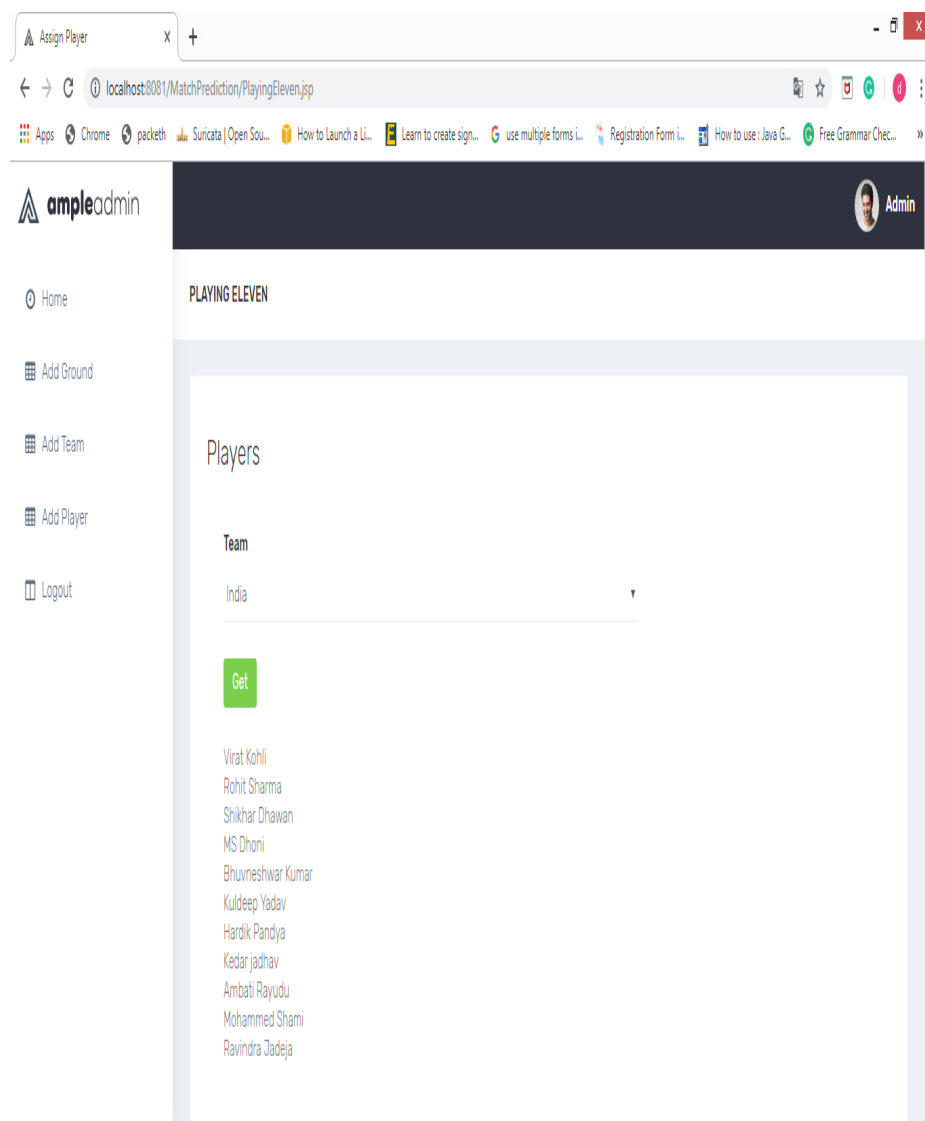 Assign Player
localhost:8081/MatchPrediction/PlayingEleven.jsp
d
Apps Chrome packeth Suricata | Open Sou... How to Launch a Li... Learn to create sign... use multiple forms i... Registration Form i... How to use : Java G... Free Grammar Chec... »
ampleadmin
Admin
Home
PLAYING ELEVEN
Add Ground
Add Team
Add Player
Logout
Players
Team
India
Get
Virat Kohli
Rohit Sharma
Shikhar Dhawan
MS Dhoni
Bhuvneshwar Kumar
Kuldeep Yadav
Hardik Pandya
Kedar jadhav
Ambati Rayudu
Mohammed Shami
Ravindra Jadeja